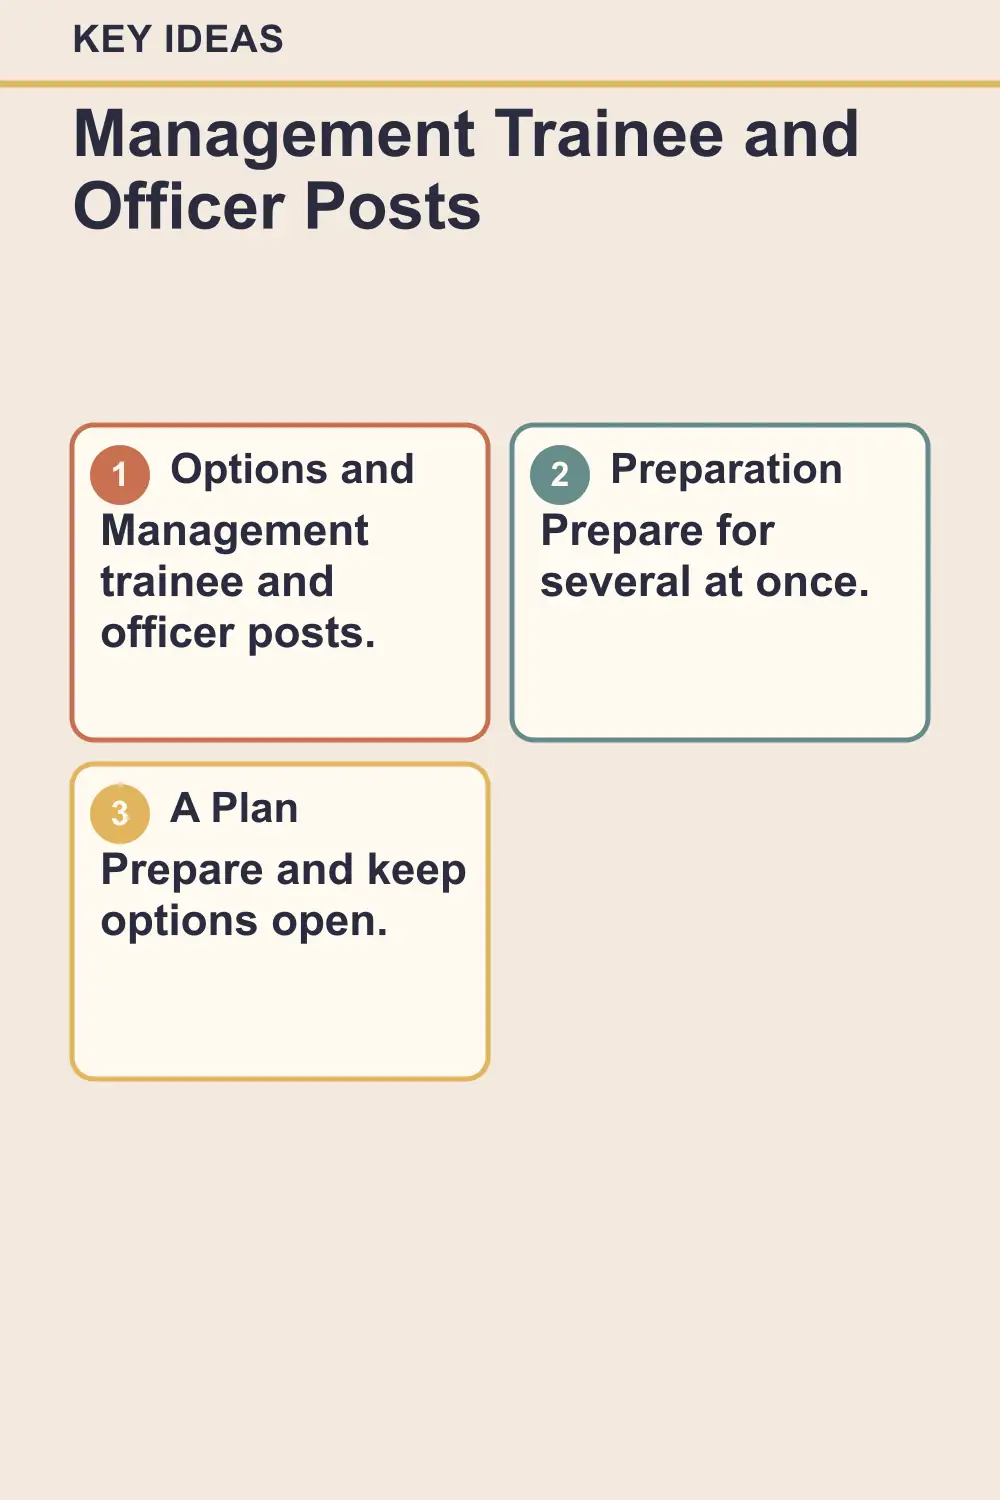 KEY IDEAS
Management Trainee and
Officer Posts
1 Options and
Management
trainee and
officer posts.
2 Preparation
Prepare for
several at once.
3 A Plan
Prepare and keep
options open.